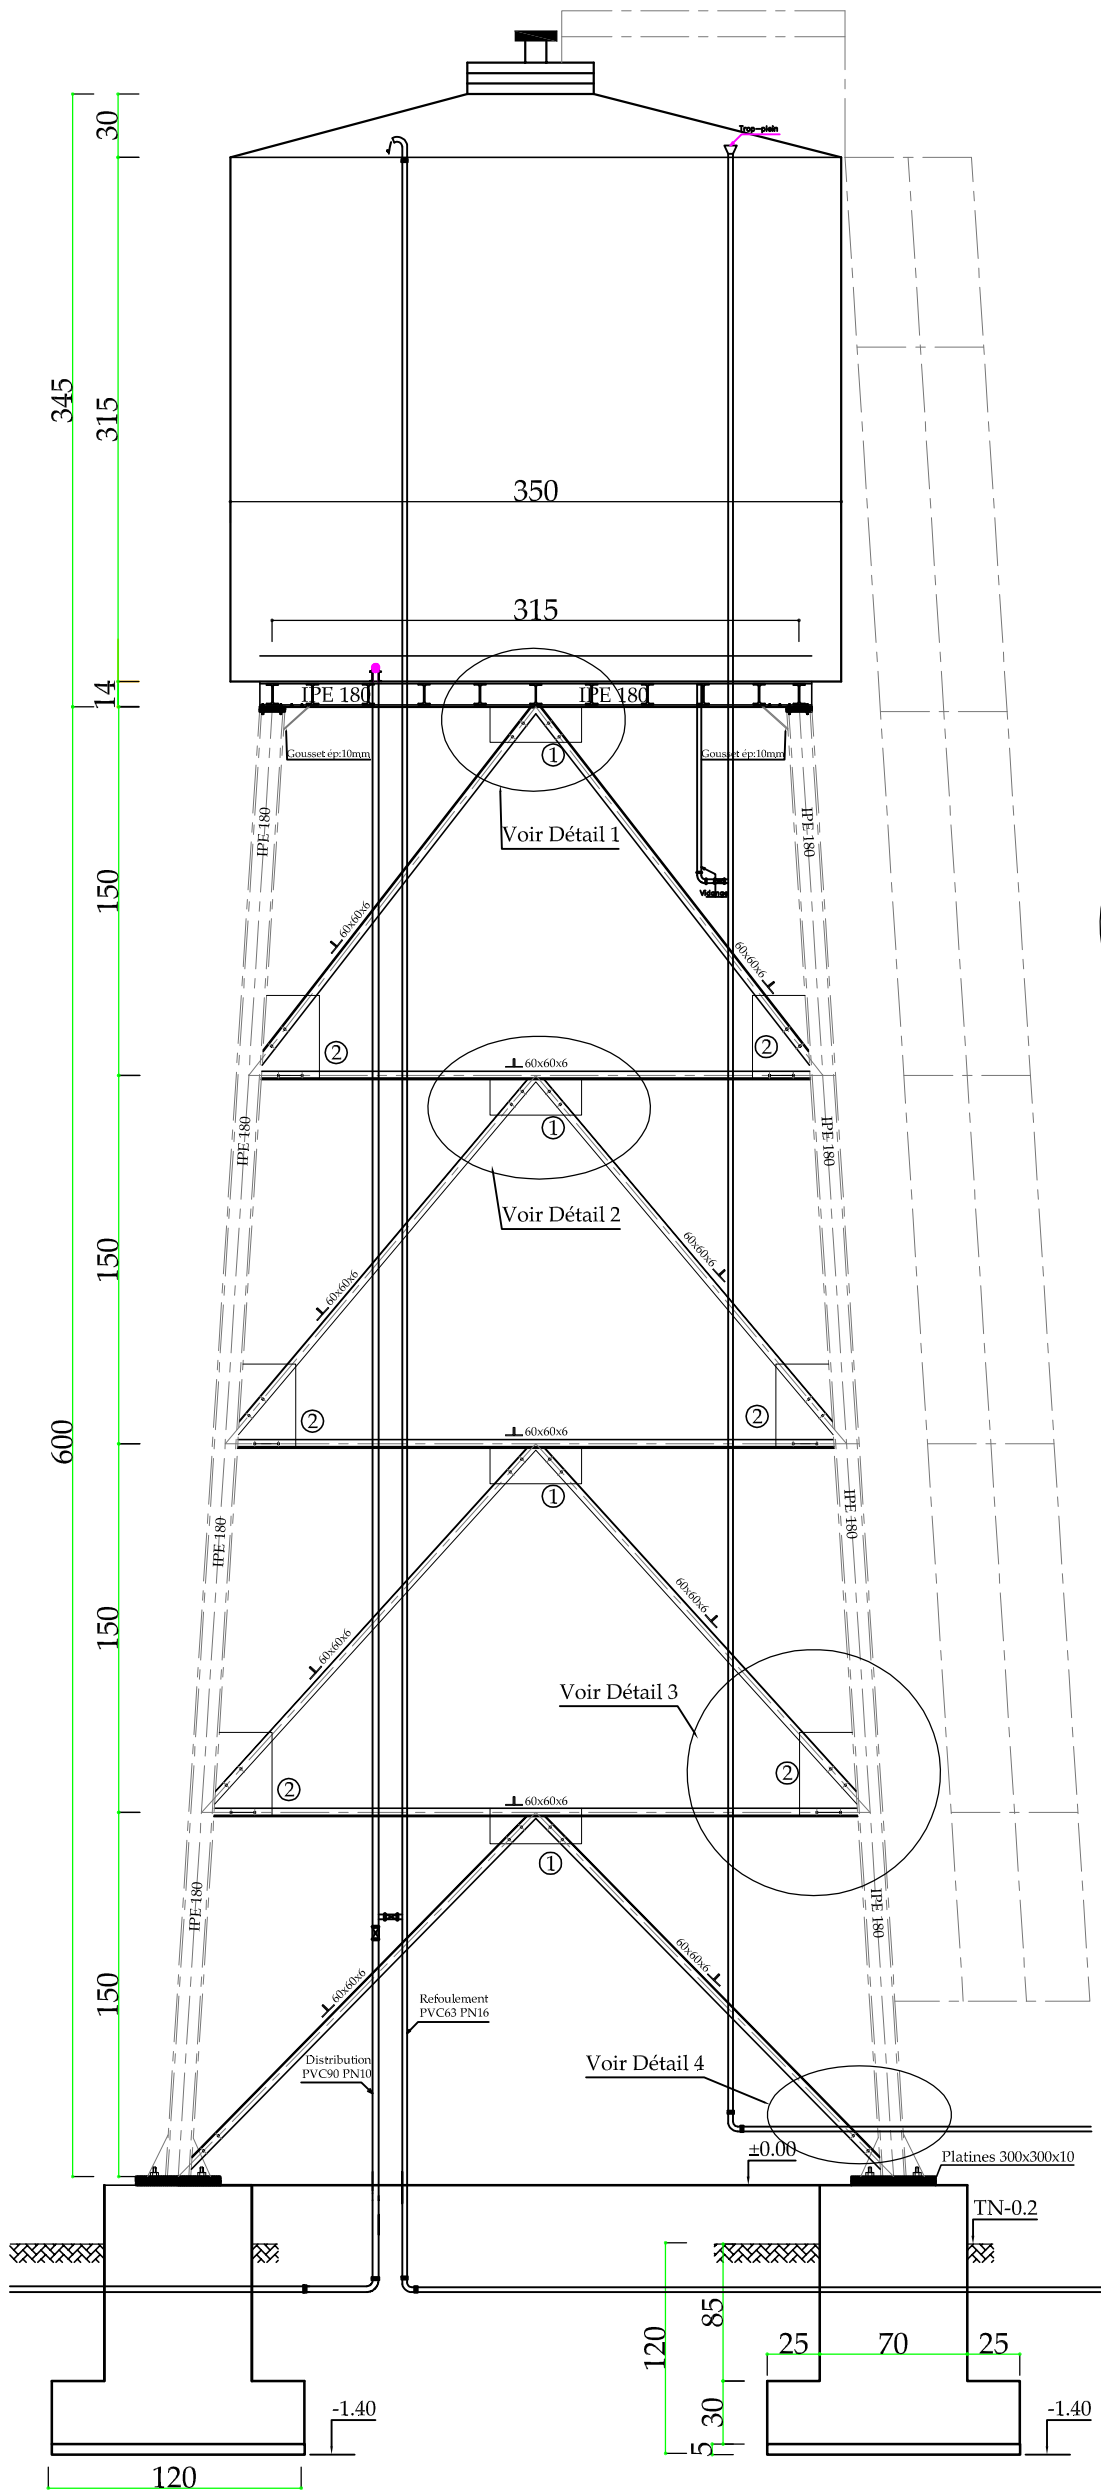 Trop-plein
30
345
315
350
315
14
IPE 180
IPE 180
Gousset ép:10mm
Gousset ép:10mm
1
Voir Détail 1
IPE 180
IPE 180
150
Vidange
60x60x6
60x60x6
2
2
60x60x6
1
IPE 180
IPE 180
Voir Détail 2
150
60x60x6
60x60x6
2
2
600
60x60x6
1
IPE 180
IPE 180
150
60x60x6
60x60x6
Voir Détail 3
2
2
60x60x6
1
IPE 180
IPE 180
150
60x60x6
60x60x6
Refoulement
PVC63 PN16
Distribution
PVC90 PN10
Voir Détail 4
±0.00
Platines 300x300x10
TN-0.2
85
120
25
70
25
30
-1.40
-1.40
5
120